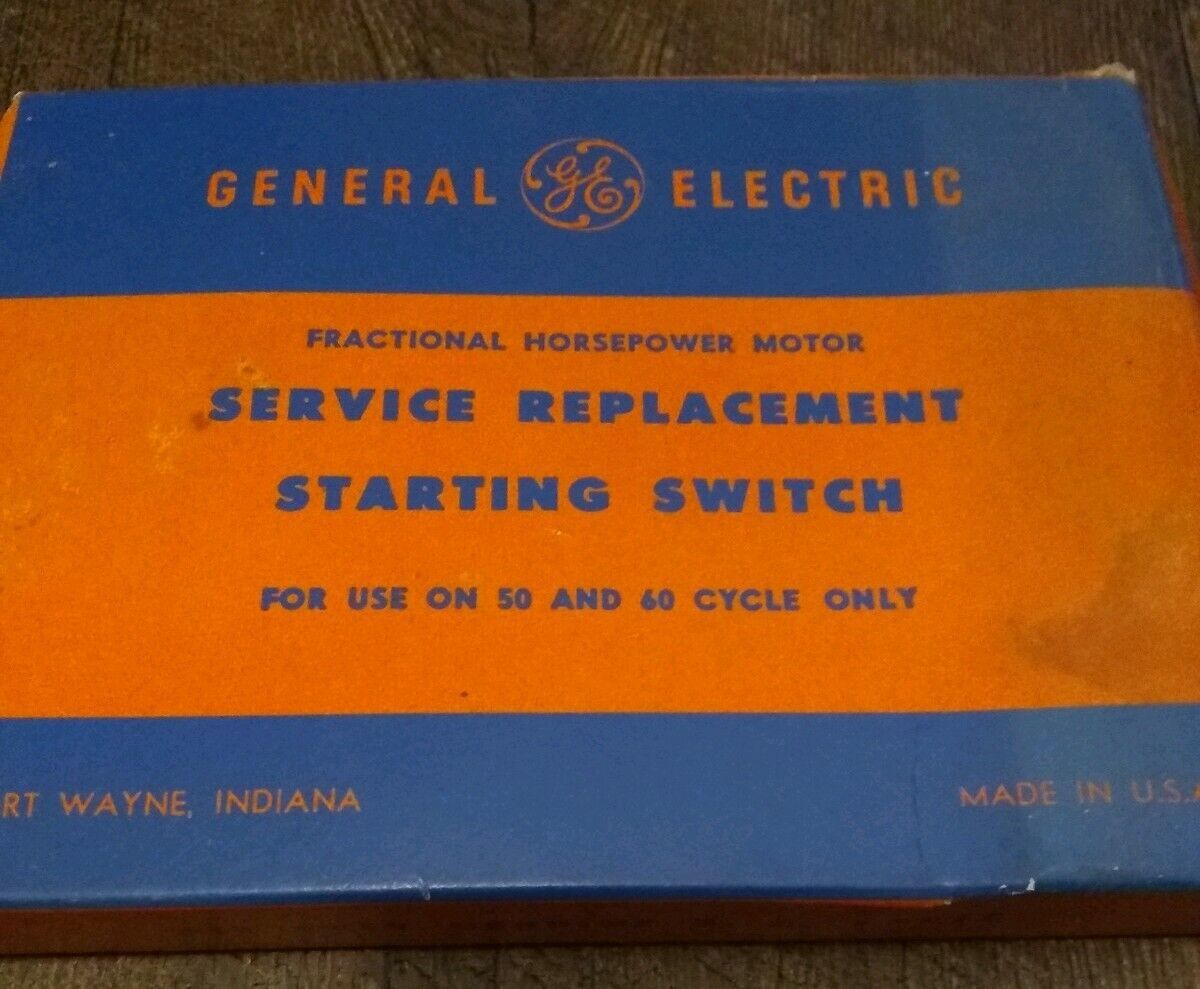 GENERAL GE ELECTRIC
FRACTIONAL HORSEPOWER MOTOR
SERVICE REPLACEMENT
STARTING SWITCH
FOR USE ON 50 AND 60 CYCLE ONLY
RT WAYNE, INDIANA MADE IN U.S.A